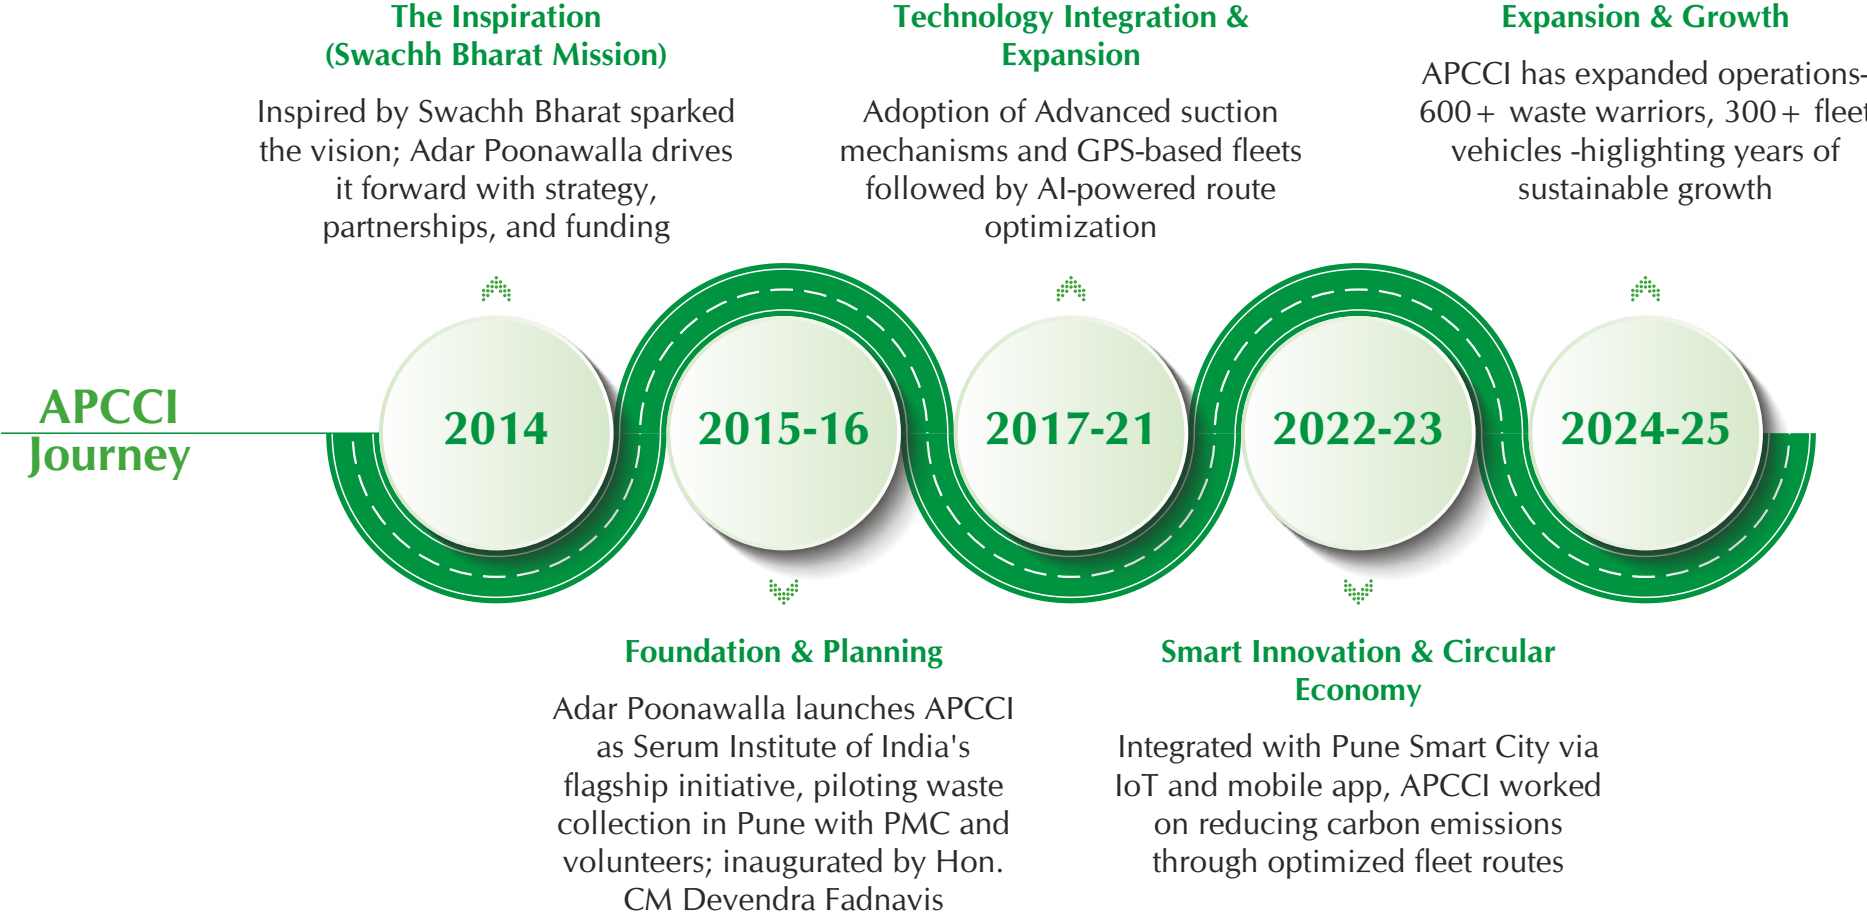 APCCI
Journey
The Inspiration
(Swachh Bharat Mission)
Inspired by Swachh Bharat sparked
the vision; Adar Poonawalla drives
it forward with strategy,
partnerships, and funding
2014
2015-16
Foundation & Planning
Adar Poonawalla launches APCCI
as Serum Institute of India's
flagship initiative, piloting waste
collection in Pune with PMC and
volunteers; inaugurated by Hon.
CM Devendra Fadnavis
Technology Integration &
Expansion
Adoption of Advanced suction
mechanisms and GPS-based fleets
followed by AI-powered route
optimization
2017-21
2022-23
Smart Innovation & Circular
Economy
Integrated with Pune Smart City via
IoT and mobile app, APCCI worked
on reducing carbon emissions
through optimized fleet routes
Expansion & Growth
APCCI has expanded operations-
600+ waste warriors, 300+ fleet
vehicles -higlighting years of
sustainable growth
2024-25